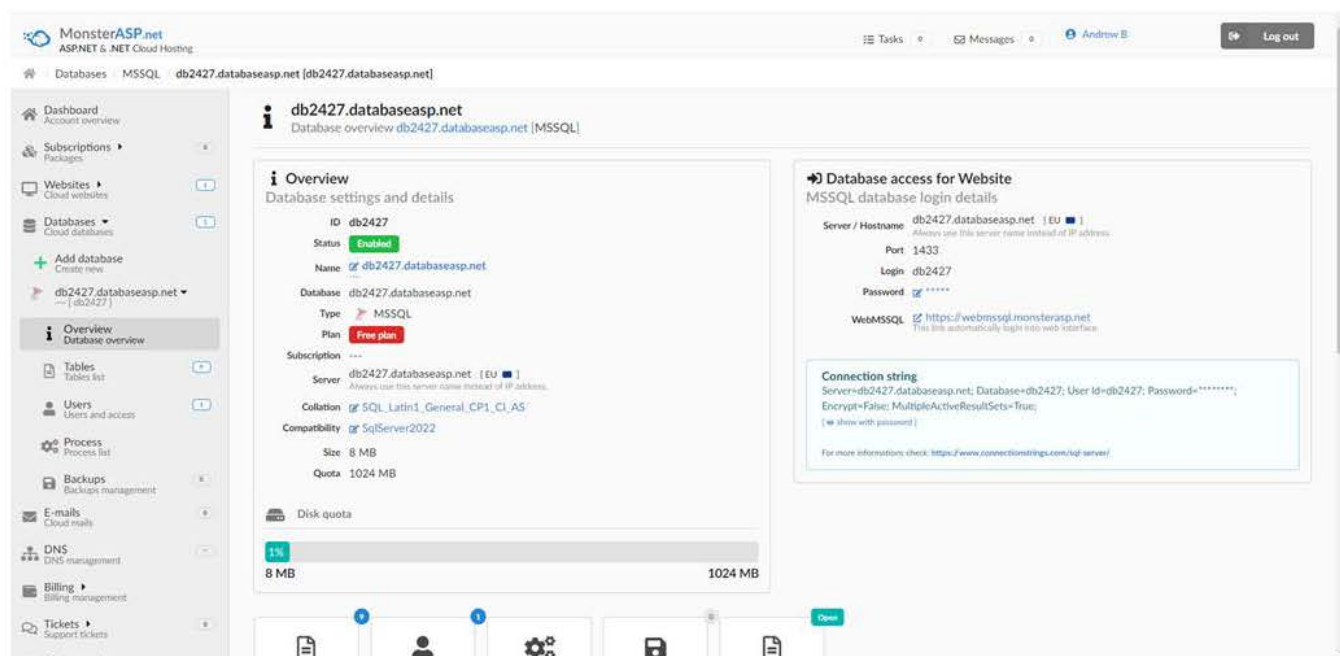 MonsterASP.net
ASP.NET & .NET Cloud Hosting
Tasks 0 Messages 0 Andrew B Log out
Databases MSSQL db2427.databaseasp.net [db2427.databaseasp.net]
Dashboard
Account overview
Subscriptions
Packages
Websites 1
Cloud websites
Databases 1
Cloud databases
Add database
Create new
db2427.databaseasp.net
--- [ db2427 ]
Overview
Database overview
Tables
Tables list
Users 1
Users and access
Process
Process list
Backups
Backups management
E-mails 0
Cloud mails
DNS
DNS management
Billing
Billing management
Tickets 0
Support tickets
db2427.databaseasp.net
Database overview db2427.databaseasp.net [MSSQL]
Overview
Database settings and details
ID db2427
Status Enabled
Name db2427.databaseasp.net
---
Database db2427.databaseasp.net
Type MSSQL
Plan Free plan
Subscription ---
Server db2427.databaseasp.net [ EU ]
Always use this server name instead of IP address.
Collation SQL_Latin1_General_CP1_CI_AS
Compatibility SqlServer2022
Size 8 MB
Quota 1024 MB
Disk quota
1%
8 MB 1024 MB
Database access for Website
MSSQL database login details
Server / Hostname db2427.databaseasp.net [ EU ]
Always use this server name instead of IP address.
Port 1433
Login db2427
Password *****
WebMSSQL https://webmssql.monsterasp.net
This link automatically login into web interface.
Connection string
Server=db2427.databaseasp.net; Database=db2427; User Id=db2427; Password=********;
Encrypt=False; MultipleActiveResultSets=True;
[ show with password ]
For more informations check: https://www.connectionstrings.com/sql-server/
9 1 0 Open